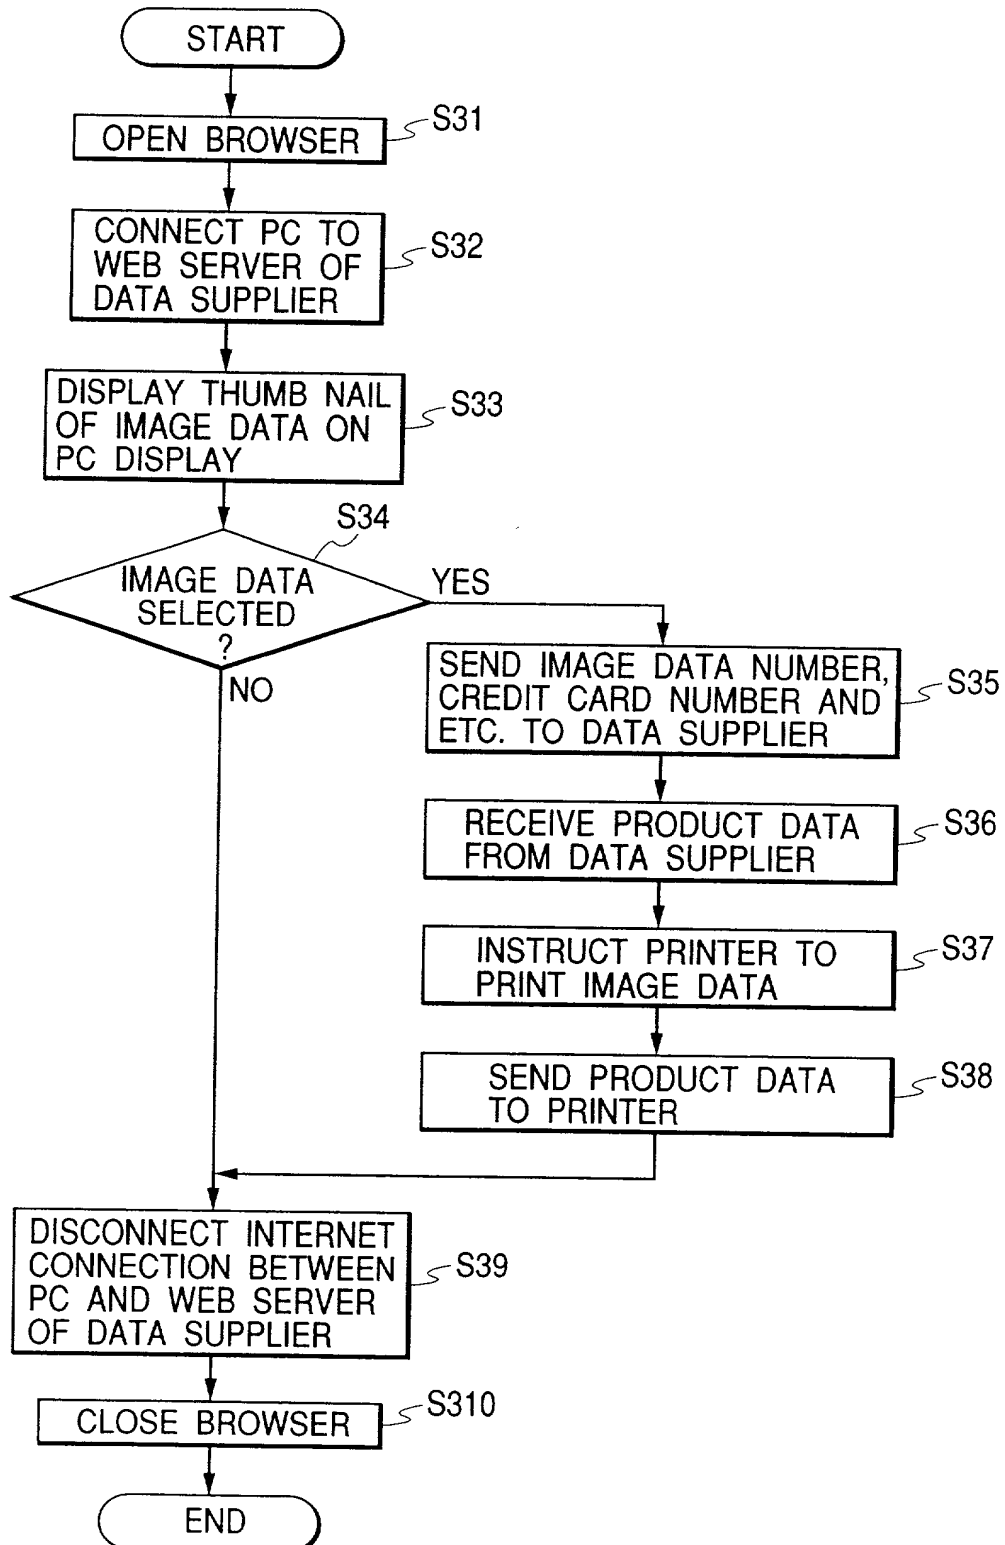 START
S31
OPEN BROWSER
S32
CONNECT PC TO
WEB SERVER OF
DATA SUPPLIER
S33
DISPLAY THUMB NAIL
OF IMAGE DATA ON
PC DISPLAY
S34
IMAGE DATA
SELECTED
?
YES
NO
SEND IMAGE DATA NUMBER,
CREDIT CARD NUMBER AND
ETC. TO DATA SUPPLIER
S35
RECEIVE PRODUCT DATA
FROM DATA SUPPLIER
S36
INSTRUCT PRINTER TO
PRINT IMAGE DATA
S37
SEND PRODUCT DATA
TO PRINTER
S38
DISCONNECT INTERNET
CONNECTION BETWEEN
PC AND WEB SERVER
OF DATA SUPPLIER
S39
CLOSE BROWSER
S310
END